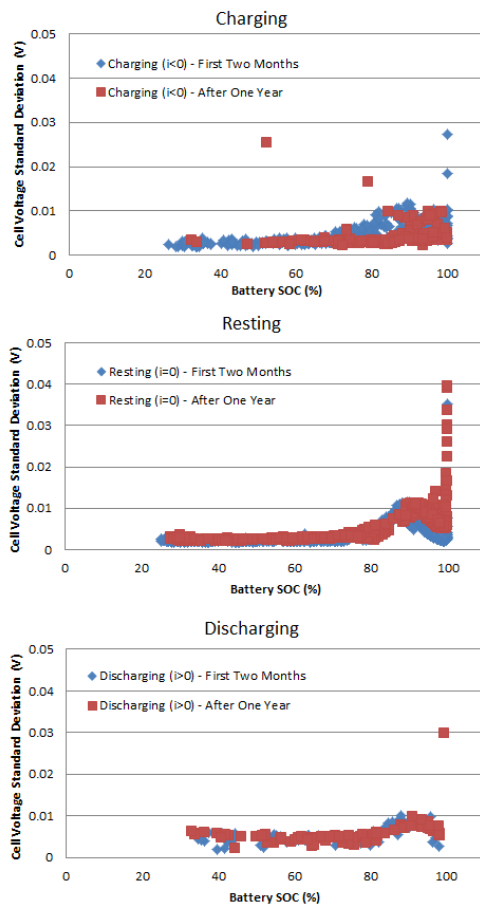 Charging
Cell Voltage Standard Deviation (V)
0.05
0.04
0.03
0.02
0.01
0
Charging (i<0) - First Two Months
Charging (i<0) - After One Year
0 20 40 60 80 100
Battery SOC (%)
Resting
Cell Voltage Standard Deviation (V)
0.05
0.04
0.03
0.02
0.01
0
Resting (i=0) - First Two Months
Resting (i=0) - After One Year
0 20 40 60 80 100
Battery SOC (%)
Discharging
Cell Voltage Standard Deviation (V)
0.05
0.04
0.03
0.02
0.01
0
Discharging (i>0) - First Two Months
Discharging (i>0) - After One Year
0 20 40 60 80 100
Battery SOC (%)